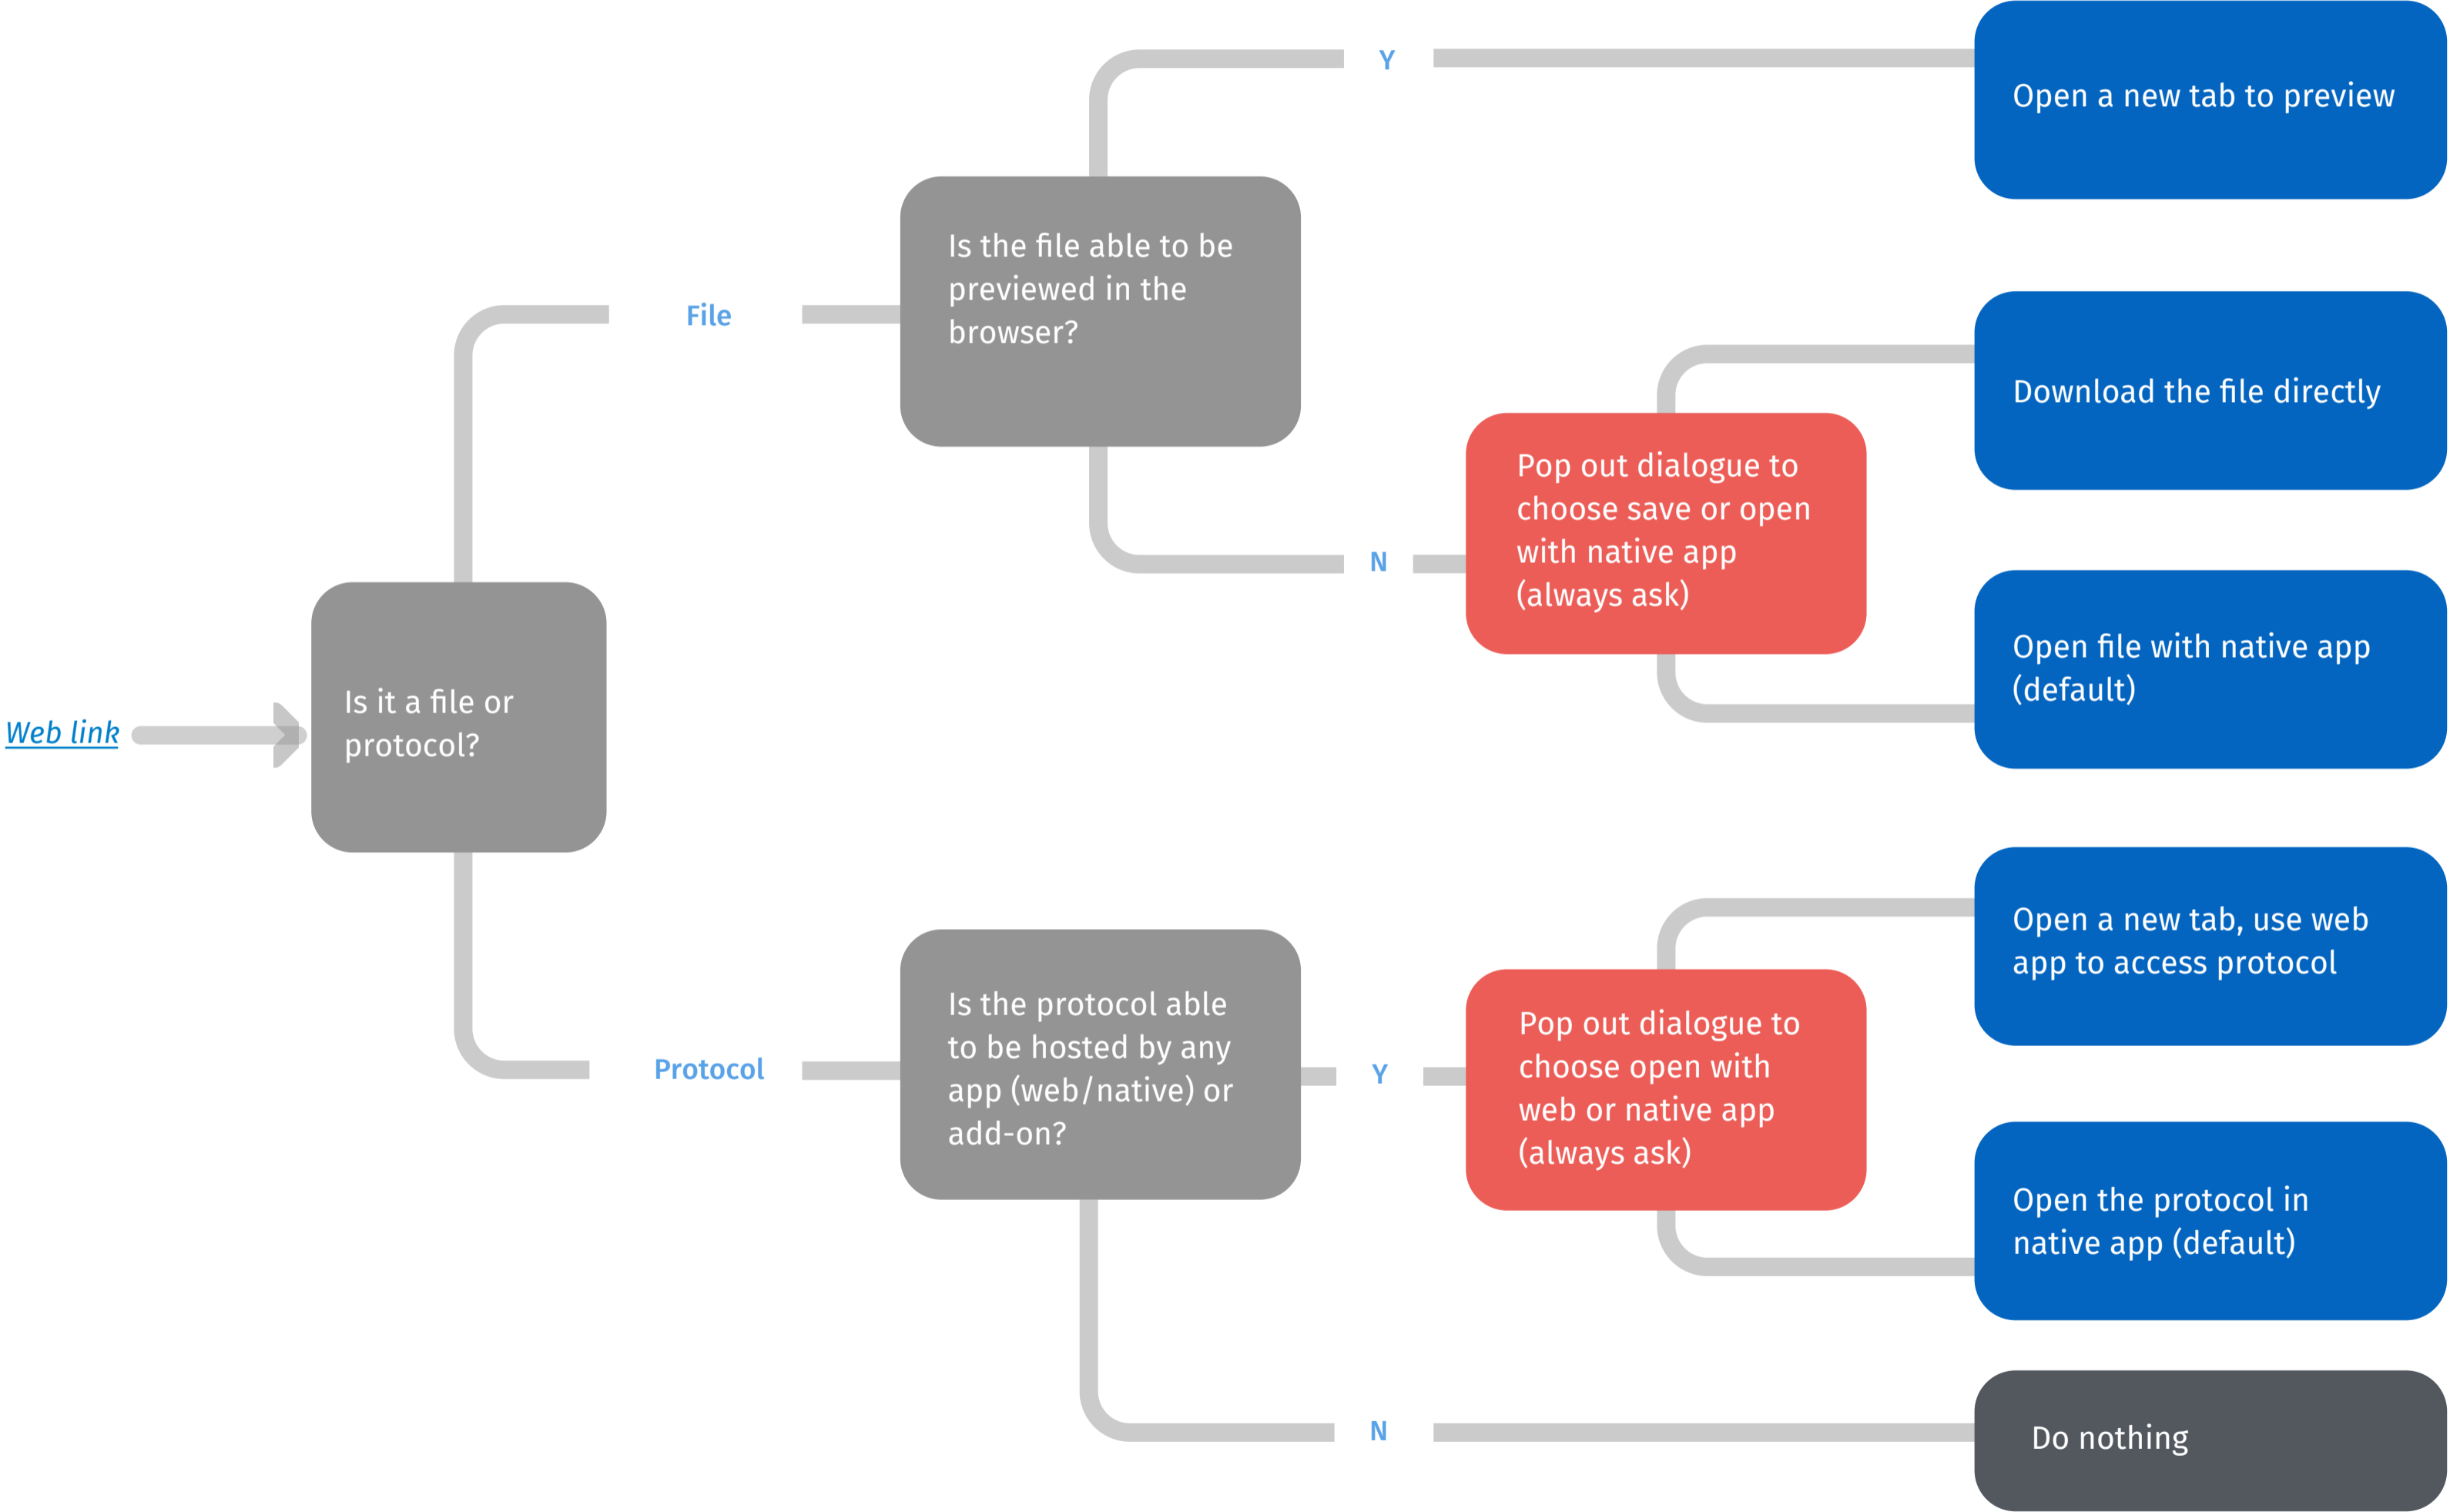 Y
Open a new tab to preview
Is the file able to be
previewed in the
browser?
File
Download the file directly
Pop out dialogue to
choose save or open
with native app
(always ask)
N
Open file with native app
(default)
Web link
Is it a file or
protocol?
Open a new tab, use web
app to access protocol
Is the protocol able
to be hosted by any
app (web/native) or
add-on?
Protocol
Y
Pop out dialogue to
choose open with
web or native app
(always ask)
Open the protocol in
native app (default)
N
Do nothing